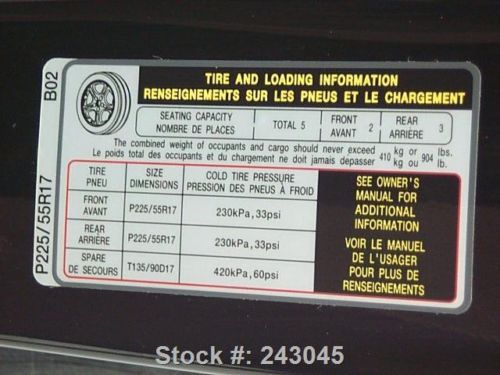 B02
P225/55R17
TIRE AND LOADING INFORMATION
RENSEIGNEMENTS SUR LES PNEUS ET LE CHARGEMENT
SEATING CAPACITY
NOMBRE DE PLACES
TOTAL 5
FRONT
AVANT 2
REAR
ARRIÈRE 3
The combined weight of occupants and cargo should never exceed 410 kg or 904 lbs.
Le poids total des occupants et du chargement ne doit jamais depasser kg ou lb.
TIRE
PNEU
SIZE
DIMENSIONS
COLD TIRE PRESSURE
PRESSION DES PNEUS À FROID
FRONT
AVANT
P225/55R17
230kPa, 33psi
REAR
ARRIÈRE
P225/55R17
230kPa, 33psi
SPARE
DE SECOURS
T135/90D17
420kPa, 60psi
SEE OWNER'S
MANUAL FOR
ADDITIONAL
INFORMATION
VOIR LE MANUEL
DE L'USAGER
POUR PLUS DE
RENSEIGNEMENTS
Stock #: 243045